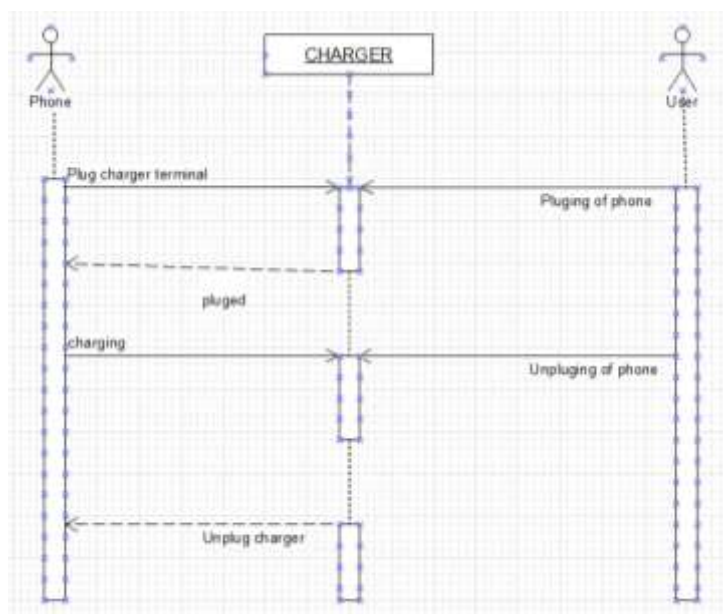 CHARGER
Phone
User
Plug charger terminal
Pluging of phone
pluged
charging
Unpluging of phone
Unplug charger